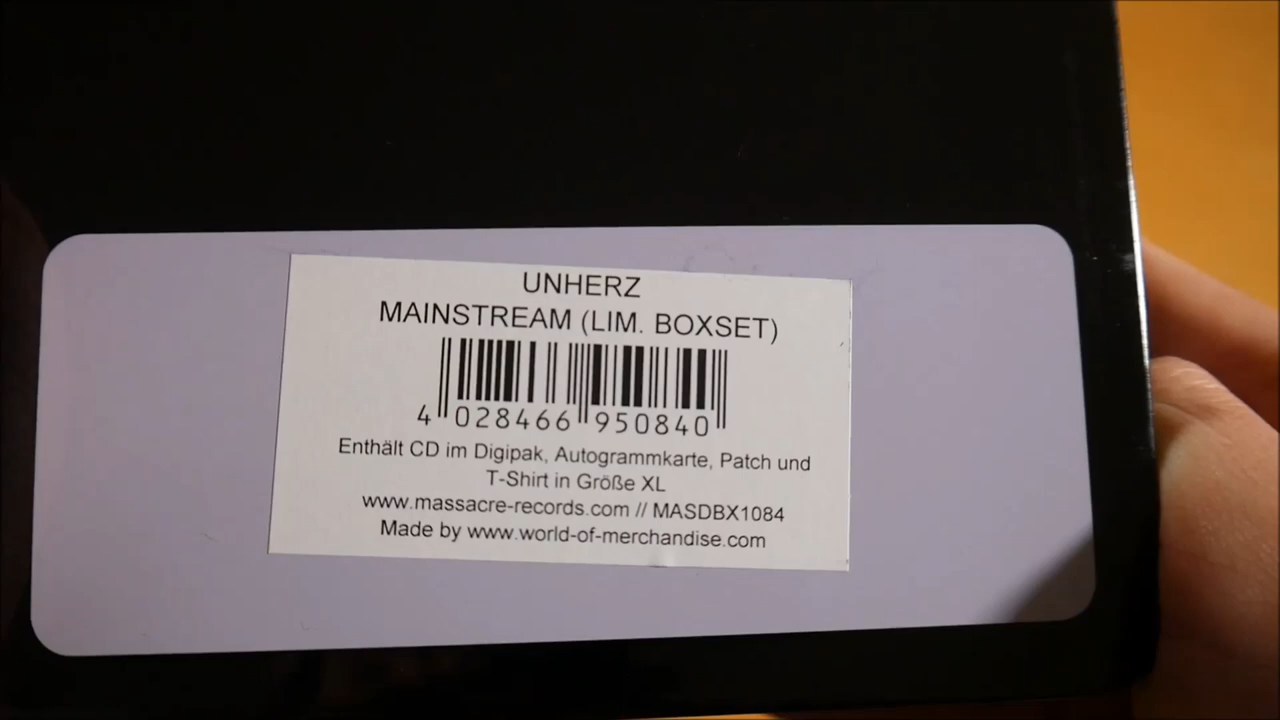 UNHERZ
MAINSTREAM (LIM. BOXSET)
4 028466 950840
Enthält CD im Digipak, Autogrammkarte, Patch und
T-Shirt in Größe XL
www.massacre-records.com // MASDBX1084
Made by www.world-of-merchandise.com